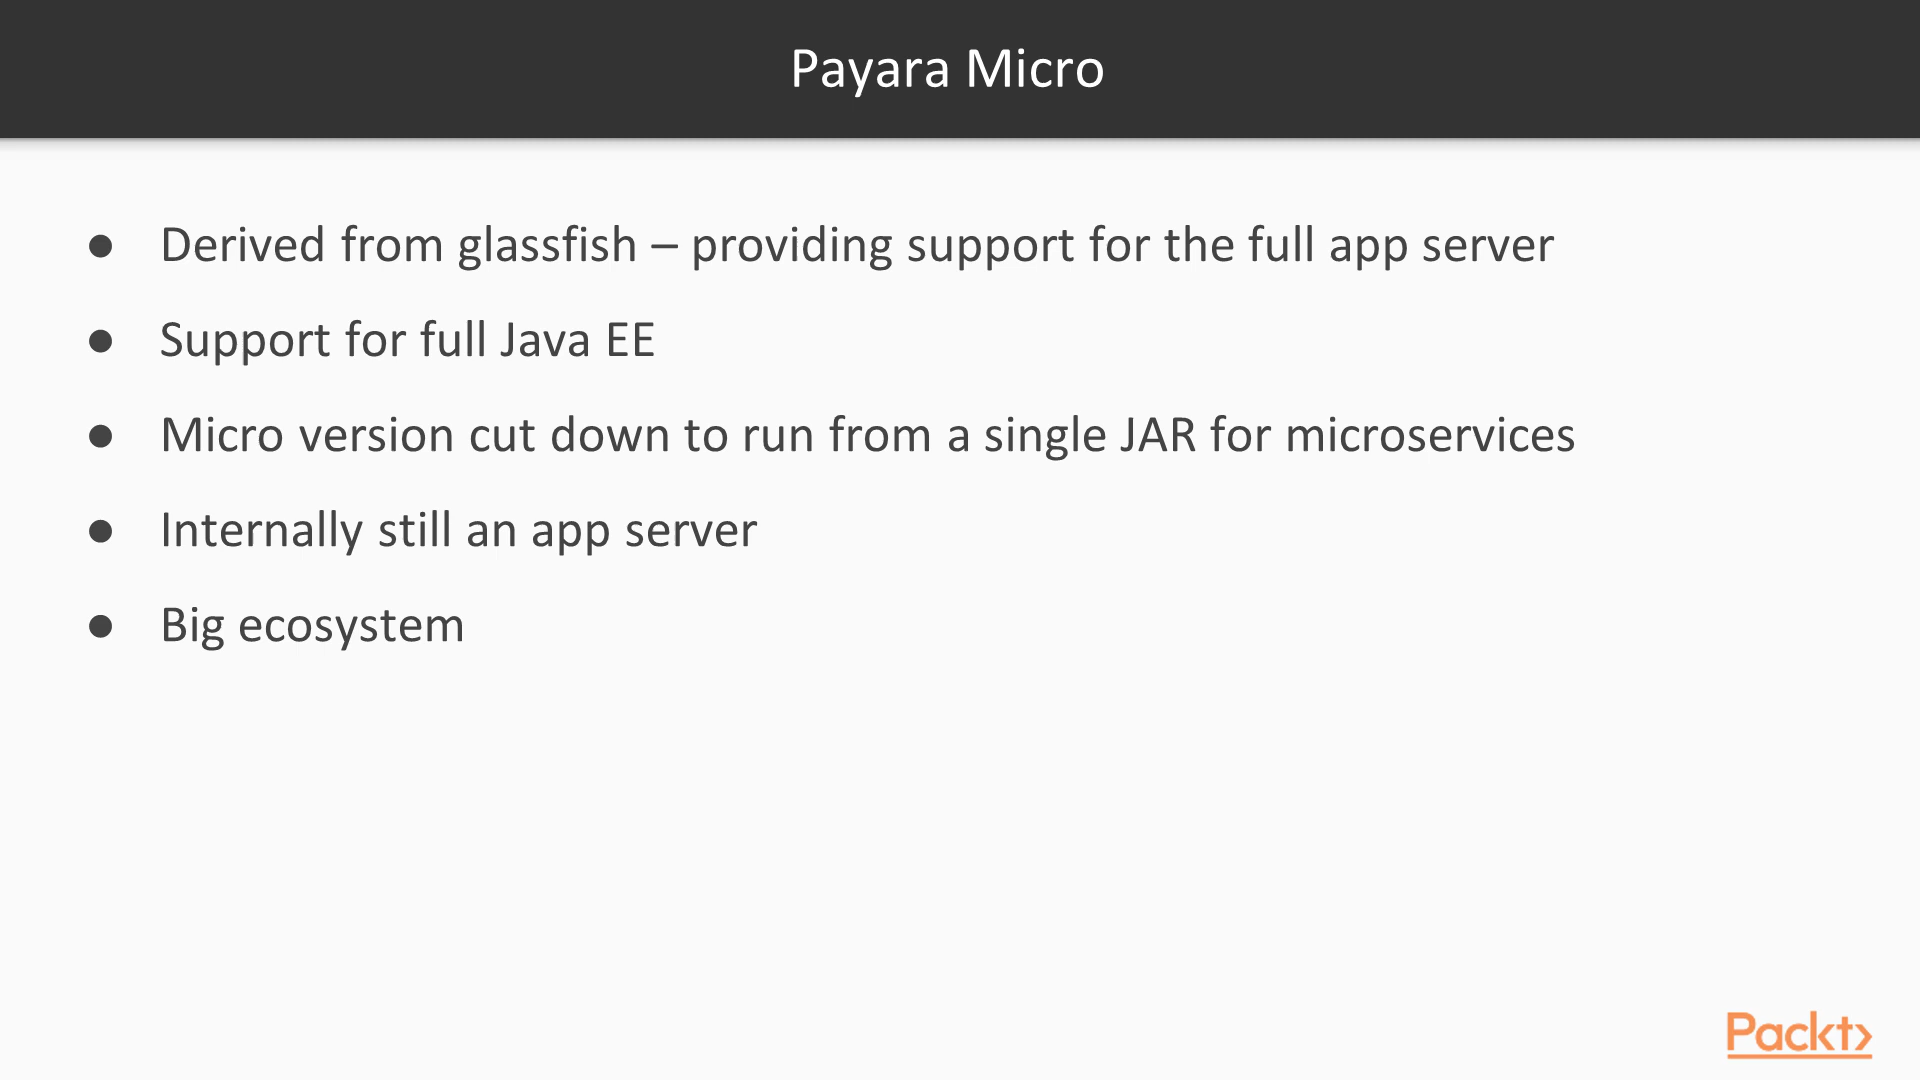 Payara Micro
● Derived from glassfish – providing support for the full app server
● Support for full Java EE
● Micro version cut down to run from a single JAR for microservices
● Internally still an app server
● Big ecosystem
Packt>